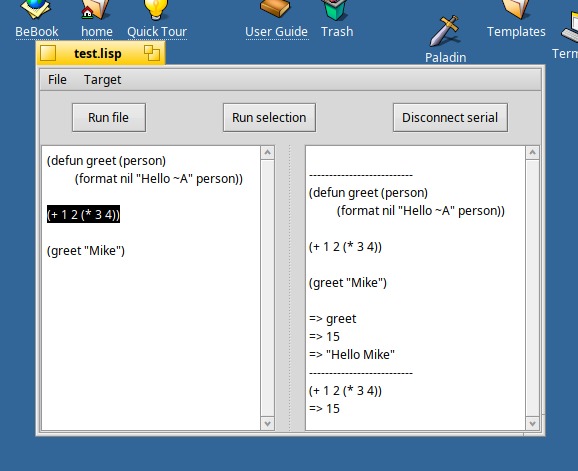 BeBook
home
Quick Tour
User Guide
Trash
Paladin
Templates
test.lisp
File Target
Run file
Run selection
Disconnect serial
(defun greet (person)
(format nil "Hello ~A" person))
(+ 1 2 (* 3 4))
(greet "Mike")
--------------------------
(defun greet (person)
(format nil "Hello ~A" person))
(+ 1 2 (* 3 4))
(greet "Mike")
=> greet
=> 15
=> "Hello Mike"
--------------------------
(+ 1 2 (* 3 4))
=> 15